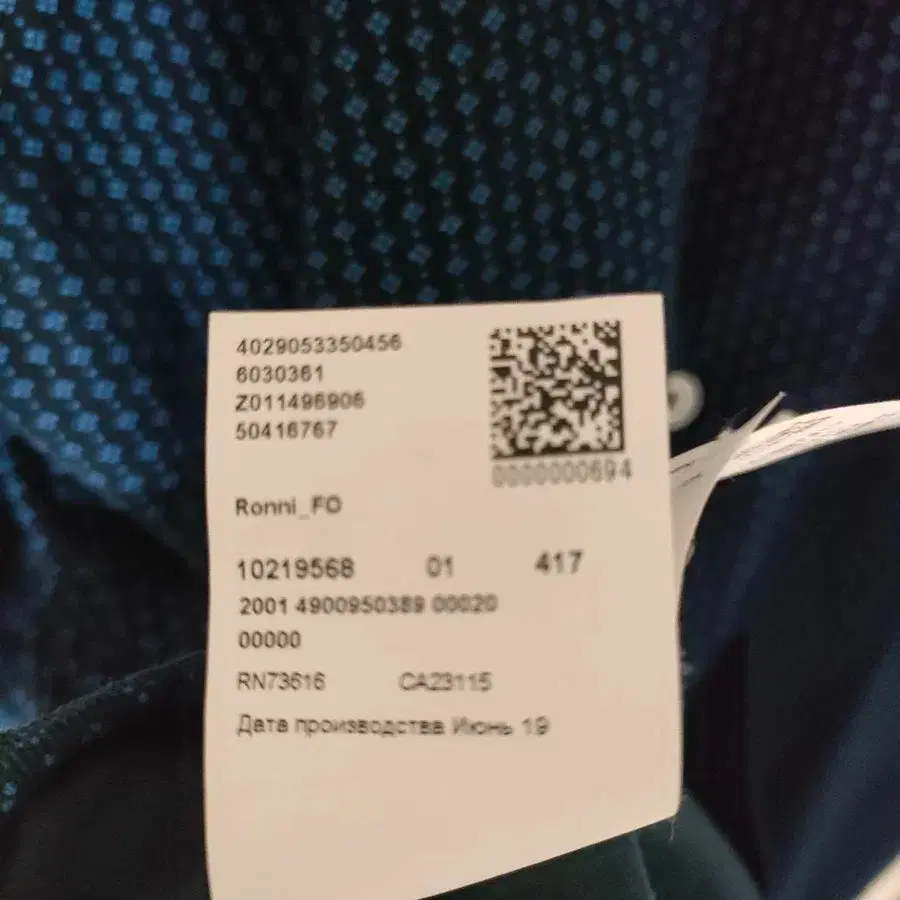 4029053350456
6030361
Z011496906
50416767
0000000694
Ronni_FO
10219568 01 417
2001 4900950389 00020
00000
RN73616 CA23115
Дата производства Июнь 19